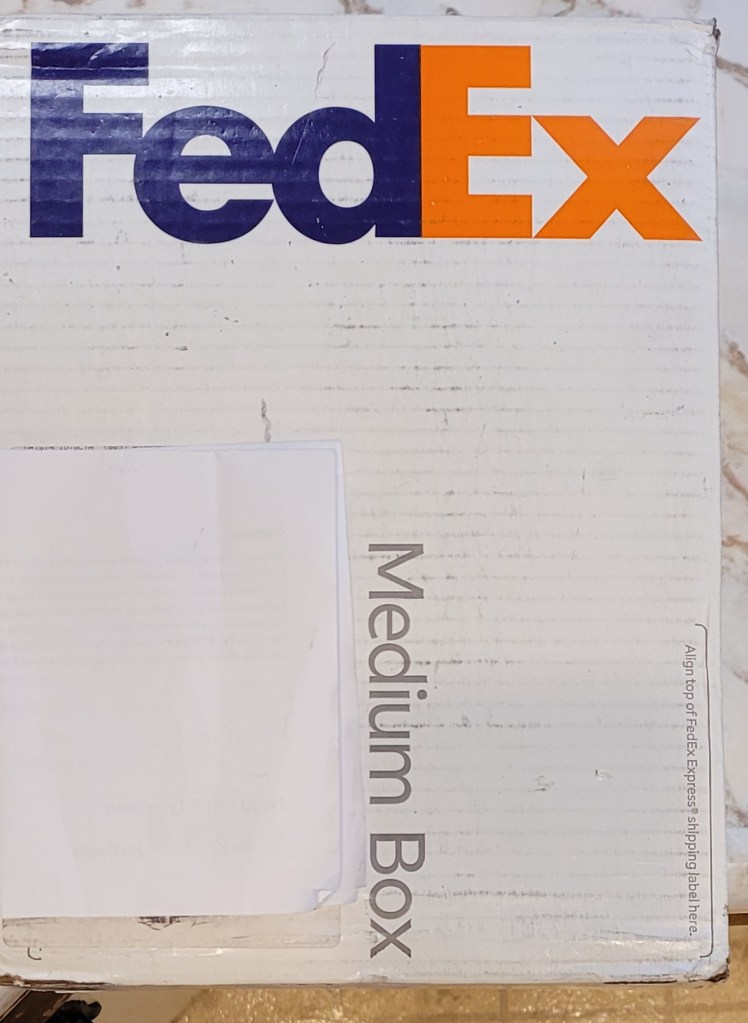 FedEx
Medium Box
Align top of FedEx Express® shipping label here.